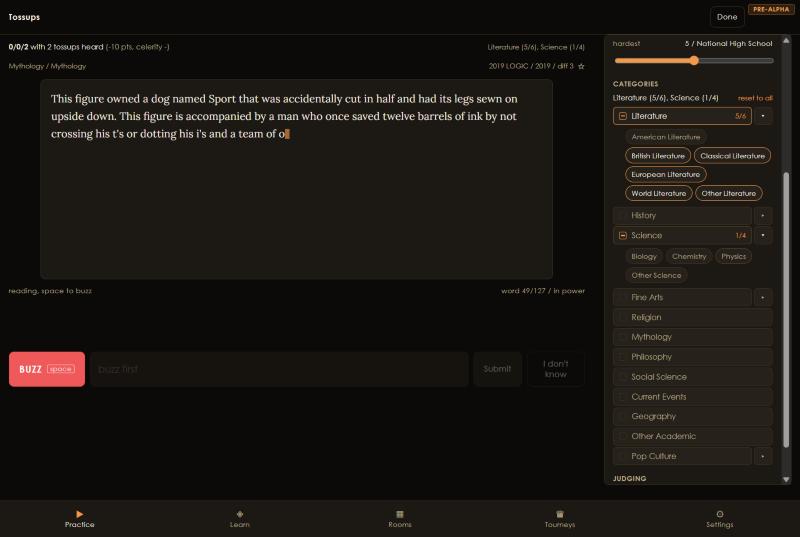 Tossups
Done
PRE-ALPHA
0/0/2 with 2 tossups heard (-10 pts, celerity -)
Literature (5/6), Science (1/4)
Mythology / Mythology
2019 LOGIC / 2019 / diff 3 ☆
This figure owned a dog named Sport that was accidentally cut in half and had its legs sewn on
upside down. This figure is accompanied by a man who once saved twelve barrels of ink by not
crossing his t's or dotting his i's and a team of o
reading, space to buzz
word 49/127 / in power
BUZZ space
buzz first
Submit
I don't
know
hardest
5 / National High School
CATEGORIES
Literature (5/6), Science (1/4)
reset to all
Literature
5/6
American Literature
British Literature
Classical Literature
European Literature
World Literature
Other Literature
History
Science
1/4
Biology
Chemistry
Physics
Other Science
Fine Arts
Religion
Mythology
Philosophy
Social Science
Current Events
Geography
Other Academic
Pop Culture
JUDGING
Practice
Learn
Rooms
Tourneys
Settings